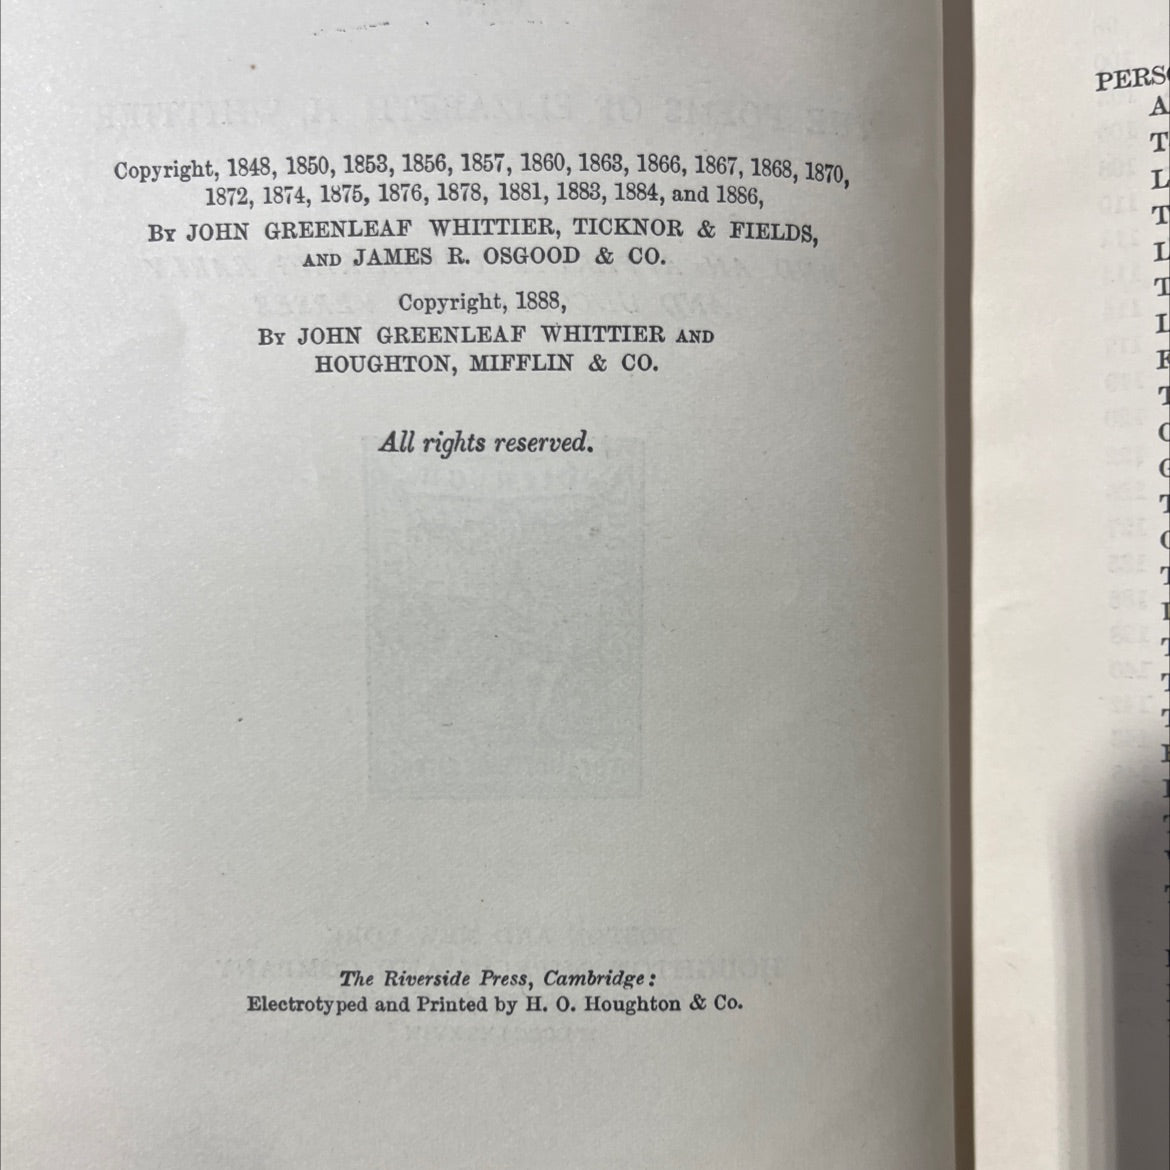 Copyright, 1848, 1850, 1853, 1856, 1857, 1860, 1863, 1866, 1867, 1868, 1870,
1872, 1874, 1875, 1876, 1878, 1881, 1883, 1884, and 1886,
By JOHN GREENLEAF WHITTIER, TICKNOR & FIELDS,
AND JAMES R. OSGOOD & CO.
Copyright, 1888,
By JOHN GREENLEAF WHITTIER AND
HOUGHTON, MIFFLIN & CO.
All rights reserved.
The Riverside Press, Cambridge:
Electrotyped and Printed by H. O. Houghton & Co.